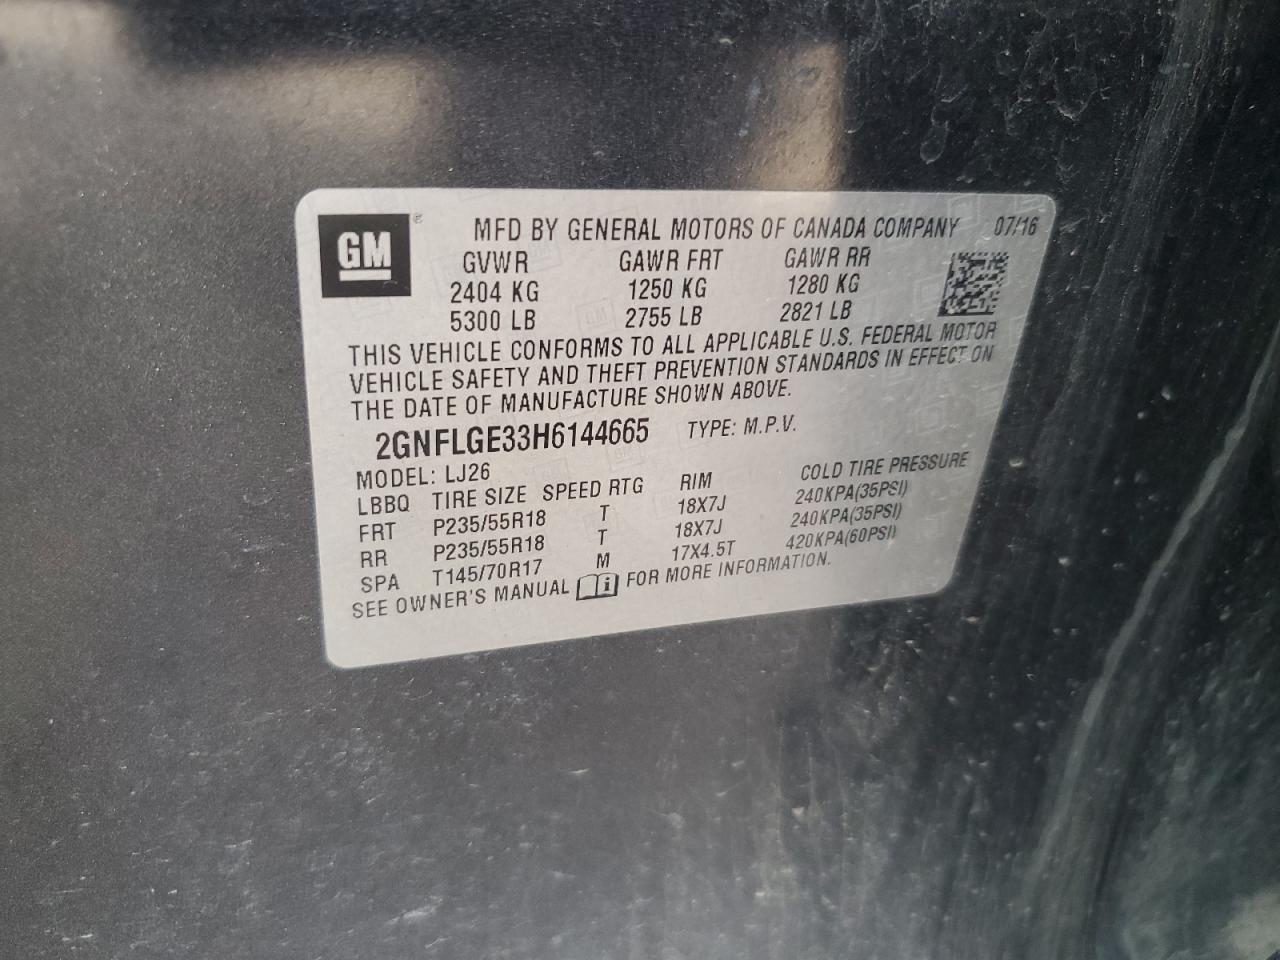 GM ®
MFD BY GENERAL MOTORS OF CANADA COMPANY 07/16
GVWR GAWR FRT GAWR RR
2404 KG 1250 KG 1280 KG
5300 LB 2755 LB 2821 LB
THIS VEHICLE CONFORMS TO ALL APPLICABLE U.S. FEDERAL MOTOR
VEHICLE SAFETY AND THEFT PREVENTION STANDARDS IN EFFECT ON
THE DATE OF MANUFACTURE SHOWN ABOVE.
2GNFLGE33H6144665 TYPE: M.P.V.
MODEL: LJ26
LBBQ TIRE SIZE SPEED RTG RIM COLD TIRE PRESSURE
FRT P235/55R18 T 18X7J 240KPA(35PSI)
RR P235/55R18 T 18X7J 240KPA(35PSI)
SPA T145/70R17 M 17X4.5T 420KPA(60PSI)
SEE OWNER'S MANUAL i FOR MORE INFORMATION.